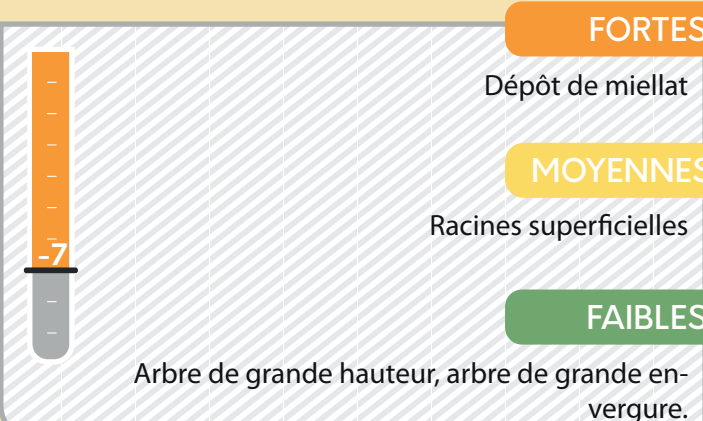 FORTES
Dépôt de miellat
MOYENNES
Racines superficielles
-7
FAIBLES
Arbre de grande hauteur, arbre de grande en-
vergure.